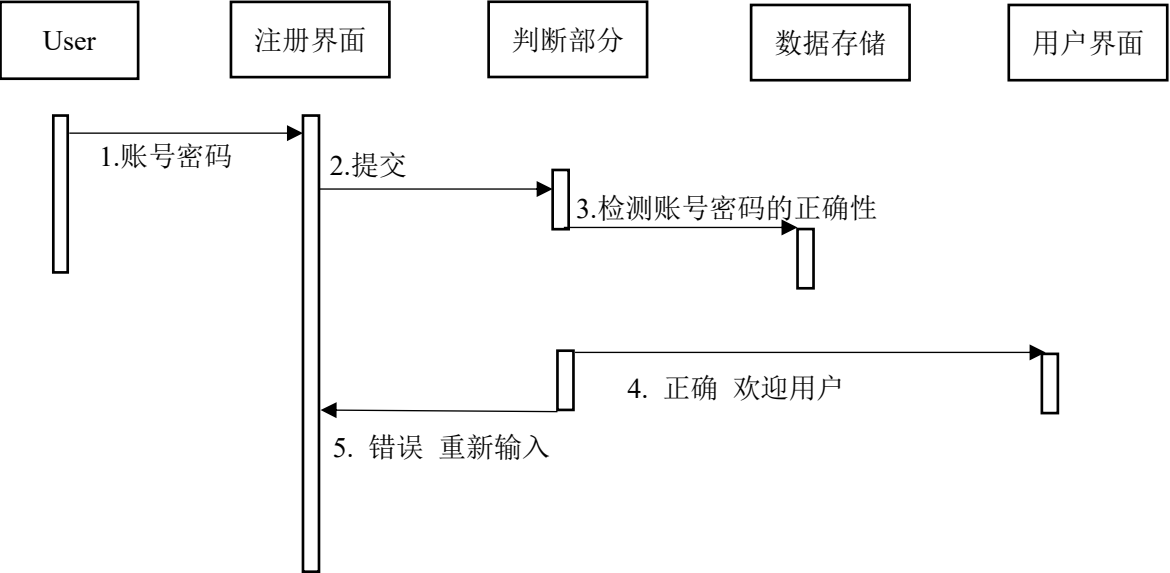 User
注册界面
判断部分
数据存储
用户界面
1.账号密码
2.提交
3.检测账号密码的正确性
4. 正确 欢迎用户
5. 错误 重新输入